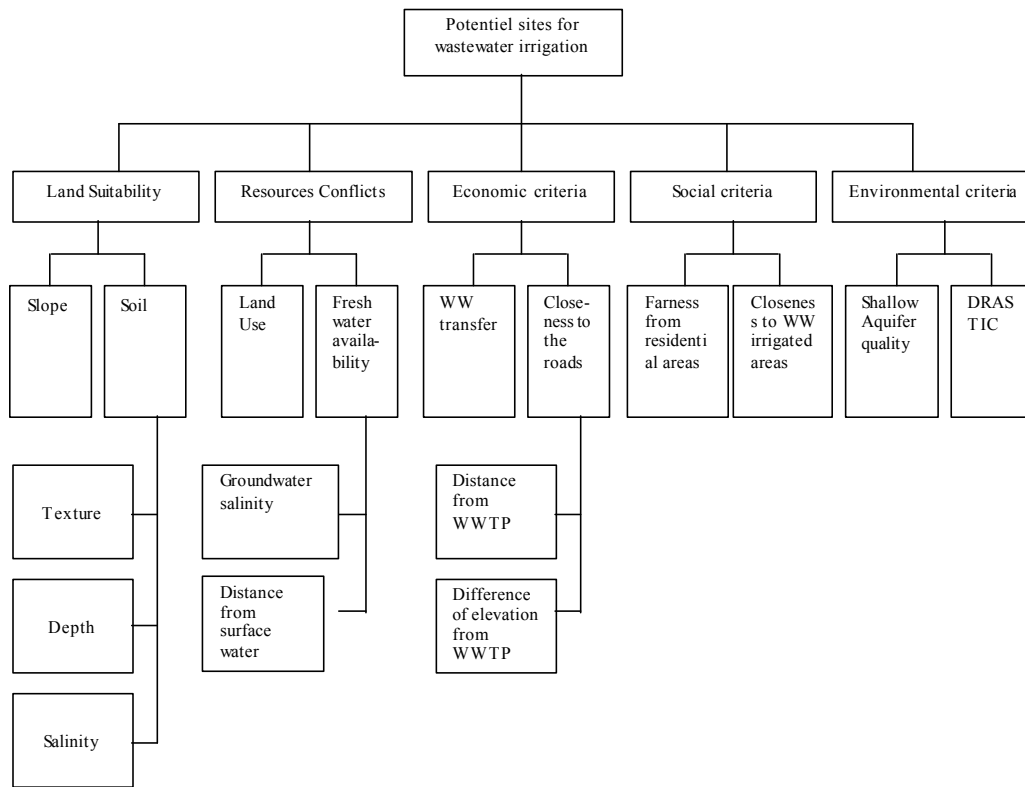 Potentiel sites for
wastewater irrigation
Land Suitability
Resources Conflicts
Economic criteria
Social criteria
Environmental criteria
Slope
Soil
Land
Use
Fresh
water
availa-
bility
WW
transfer
Close-
ness to
the
roads
Farness
from
residenti
al areas
Closenes
s to WW
irrigated
areas
Shallow
Aquifer
quality
DRAS
TIC
Texture
Groundwater
salinity
Distance
from
WWTP
Depth
Distance
from
surface
water
Difference
of elevation
from
WWTP
Salinity